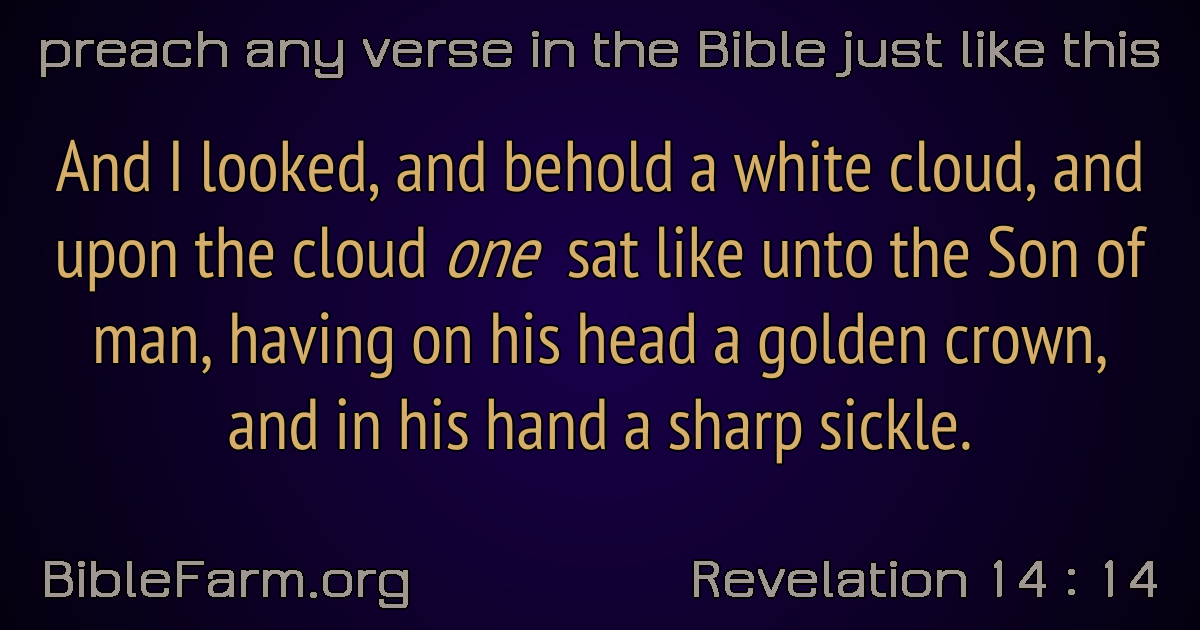 preach any verse in the Bible just like this
And I looked, and behold a white cloud, and
upon the cloud one sat like unto the Son of
man, having on his head a golden crown,
and in his hand a sharp sickle.
BibleFarm.org
Revelation 14 : 14